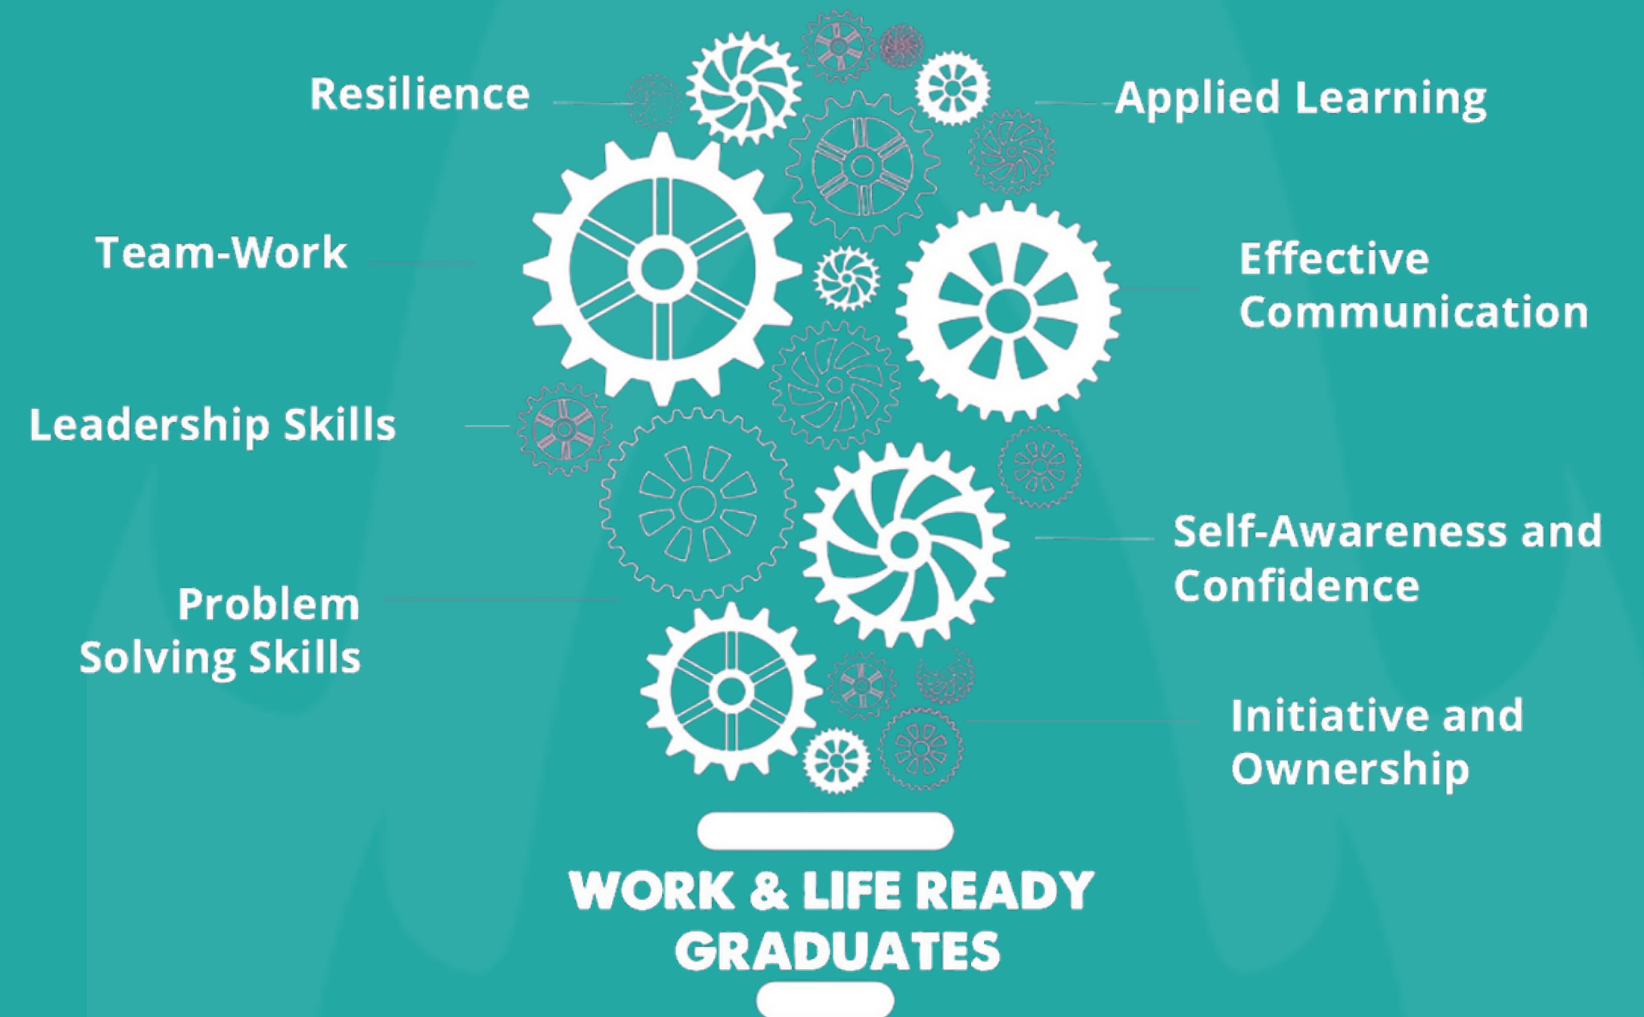 Resilience
Applied Learning
Team-Work
Effective
Communication
Leadership Skills
Self-Awareness and
Confidence
Problem
Solving Skills
Initiative and
Ownership
WORK & LIFE READY
GRADUATES